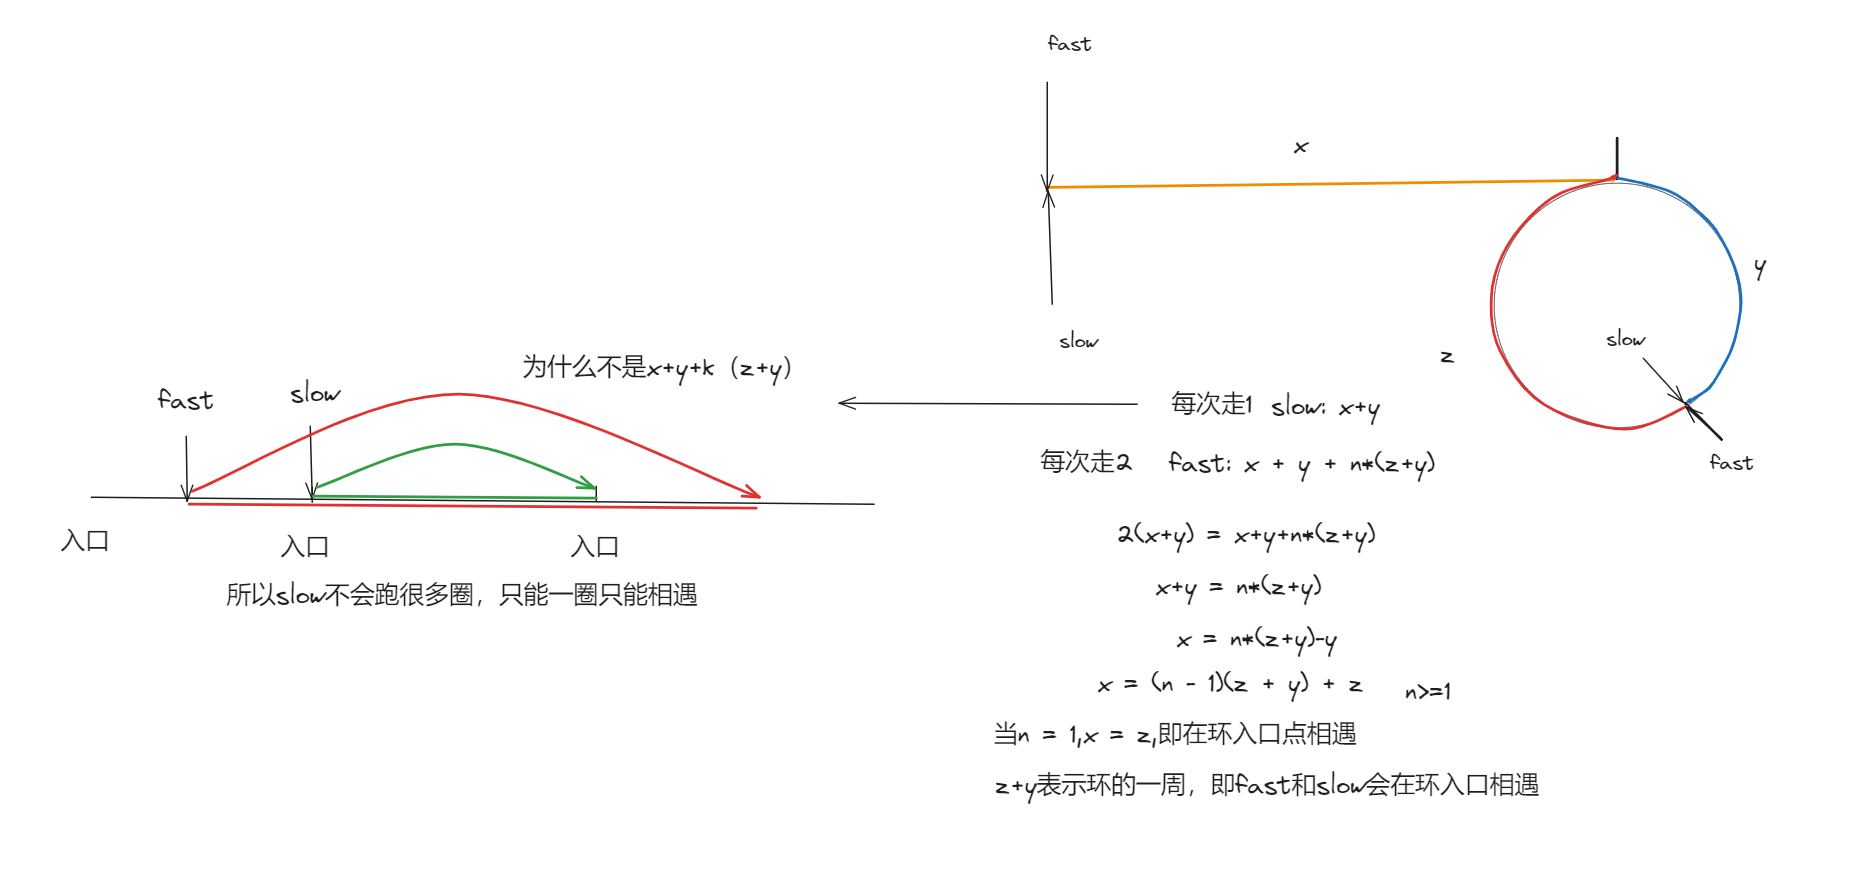 fast
x
y
slow
z
slow
fast
为什么不是x+y+k（z+y）
fast
slow
入口
入口
入口
所以slow不会跑很多圈，只能一圈只能相遇
每次走1 slow: x+y
每次走2 fast: x + y + n*(z+y)
2(x+y) = x+y+n*(z+y)
x+y = n*(z+y)
x = n*(z+y)-y
x = (n - 1)(z + y) + z n>=1
当n = 1,x = z,即在环入口点相遇
z+y表示环的一周，即fast和slow会在环入口相遇